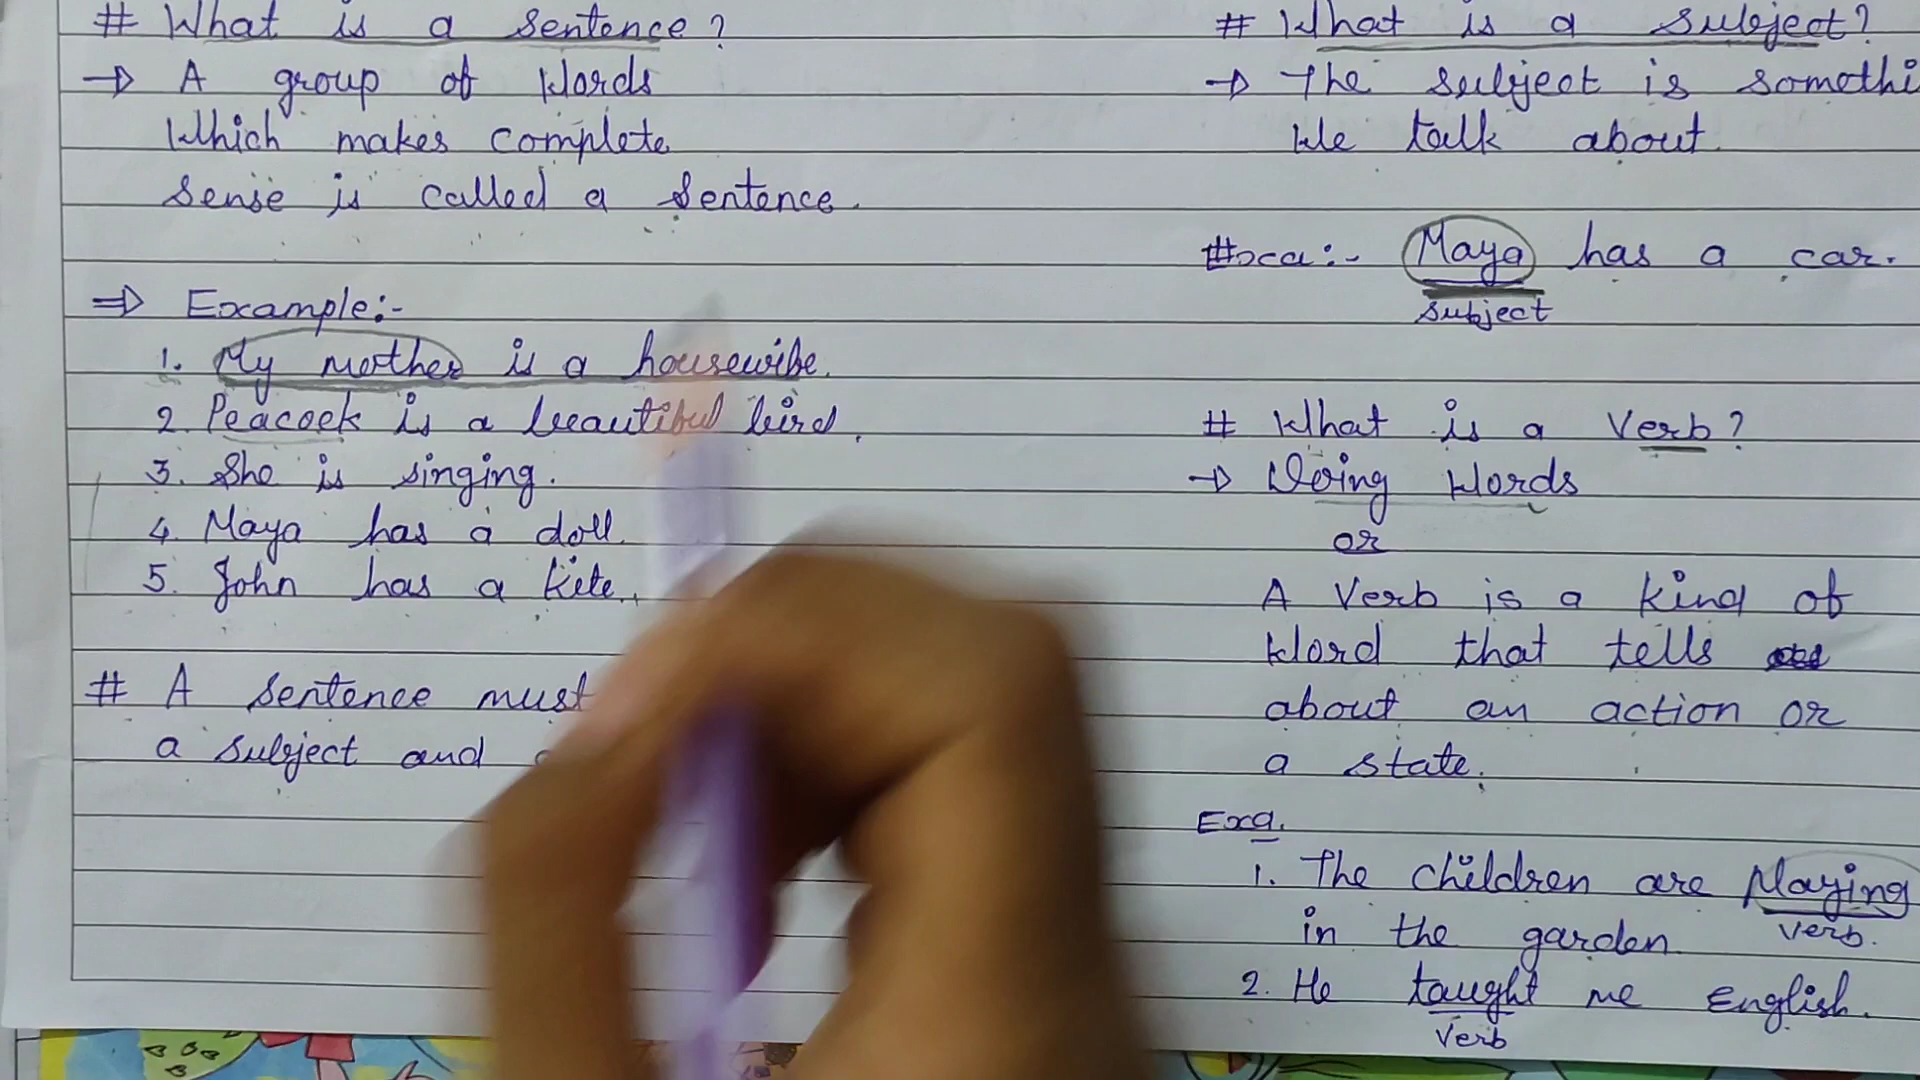 # What is a sentence?
→ A group of Words
Which makes complete
sense is called a sentence.
⇒ Example:-
1. My mother is a housewife.
2. Peacock is a beautiful bird.
3. She is singing.
4. Maya has a doll.
5. John has a kite.
# A sentence must
a subject and
# What is a subject?
→ The subject is somethi
We talk about.
#exa:- Maya has a car.
subject
# What is a Verb?
→ Doing Words
or
A Verb is a kind of
Word that tells
about an action or
a state.
Exa.
1. The children are Playing
verb.
in the garden
2. He taught me English.
Verb